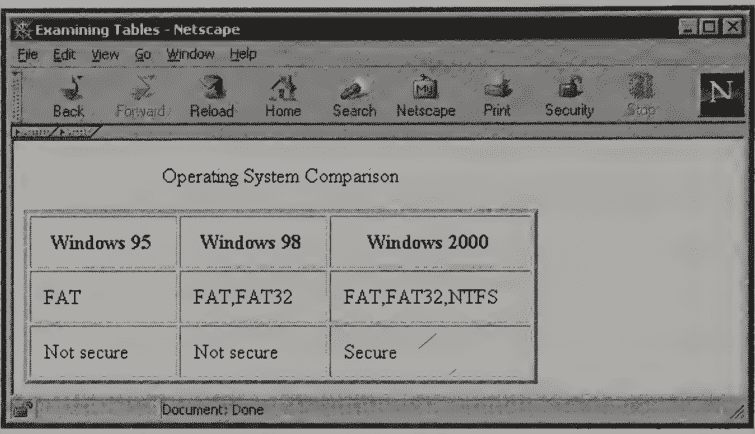 Examining Tables - Netscape
File Edit View Go Window Help
Back Forward Reload Home Search Netscape Print Security Stop N
Operating System Comparison
Windows 95 Windows 98 Windows 2000
FAT FAT,FAT32 FAT,FAT32,NTFS
Not secure Not secure Secure
Document: Done